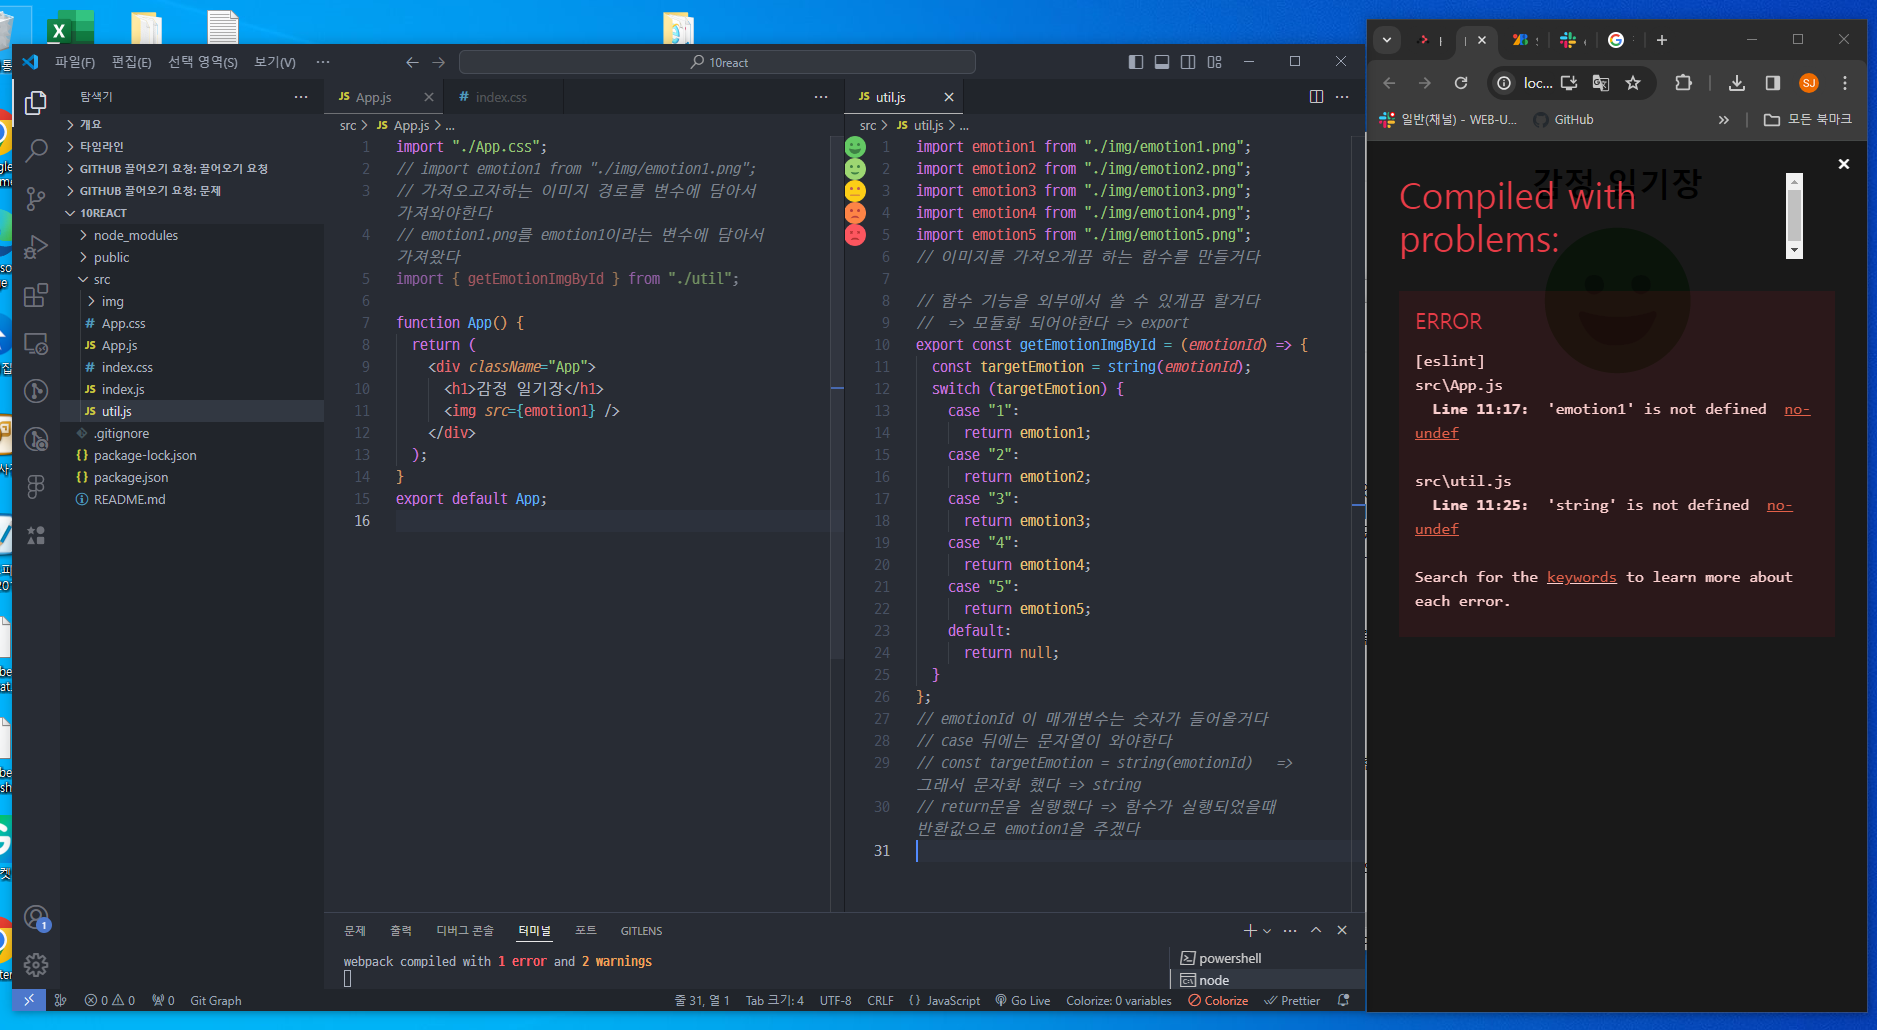 파일(F) 편집(E) 선택 영역(S) 보기(V) ··· 10react
탐색기
개요
타임라인
GITHUB 끌어오기 요청: 끌어오기 요청
GITHUB 끌어오기 요청: 문제
10REACT
node_modules
public
src
img
# App.css
JS App.js
# index.css
JS index.js
JS util.js
.gitignore
{} package-lock.json
{} package.json
README.md
JS App.js
# index.css
src > JS App.js > ...
1 import "./App.css";
2 // import emotion1 from "./img/emotion1.png";
3 // 가져오고자하는 이미지 경로를 변수에 담아서
가져와야한다
4 // emotion1.png를 emotion1이라는 변수에 담아서
가져왔다
5 import { getEmotionImgById } from "./util";
6
7 function App() {
8 return (
9 <div className="App">
10 <h1>감정 일기장</h1>
11 <img src={emotion1} />
12 </div>
13 );
14 }
15 export default App;
16
JS util.js
src > JS util.js > ...
1 import emotion1 from "./img/emotion1.png";
2 import emotion2 from "./img/emotion2.png";
3 import emotion3 from "./img/emotion3.png";
4 import emotion4 from "./img/emotion4.png";
5 import emotion5 from "./img/emotion5.png";
6 // 이미지를 가져오게끔 하는 함수를 만들거다
7
8 // 함수 기능을 외부에서 쓸 수 있게끔 할거다
9 // => 모듈화 되어야한다 => export
10 export const getEmotionImgById = (emotionId) => {
11 const targetEmotion = string(emotionId);
12 switch (targetEmotion) {
13 case "1":
14 return emotion1;
15 case "2":
16 return emotion2;
17 case "3":
18 return emotion3;
19 case "4":
20 return emotion4;
21 case "5":
22 return emotion5;
23 default:
24 return null;
25 }
26 };
27 // emotionId 이 매개변수는 숫자가 들어올거다
28 // case 뒤에는 문자열이 와야한다
29 // const targetEmotion = string(emotionId) =>
그래서 문자화 했다 => string
30 // return문을 실행했다 => 함수가 실행되었을때
반환값으로 emotion1을 주겠다
31
문제 출력 디버그 콘솔 터미널 포트 GITLENS
webpack compiled with 1 error and 2 warnings
powershell
node
1
0 0 0 Git Graph
줄 31, 열 1 Tab 크기: 4 UTF-8 CRLF {} JavaScript Go Live Colorize: 0 variables Colorize Prettier
loc... SJ
일반(채널) - WEB-U... GitHub » 모든 북마크
감정 일기장
Compiled with
problems:
ERROR
[eslint]
src\App.js
Line 11:17: 'emotion1' is not defined no-
undef
src\util.js
Line 11:25: 'string' is not defined no-
undef
Search for the keywords to learn more about
each error.